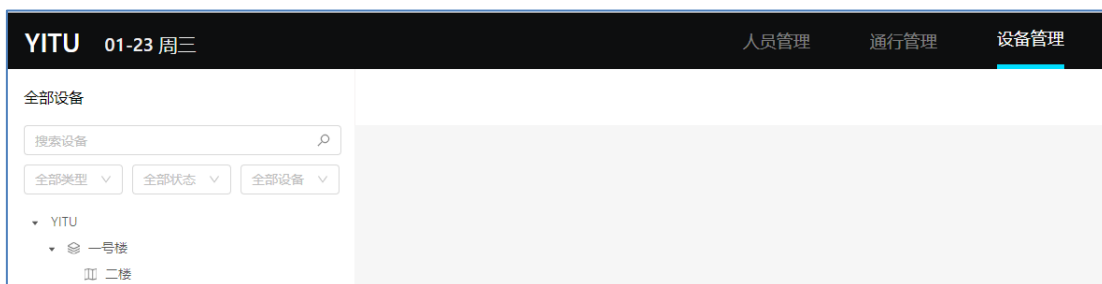 YITU 01-23 周三 人员管理 通行管理 设备管理
全部设备
搜索设备
全部类型 全部状态 全部设备
YITU
一号楼
二楼